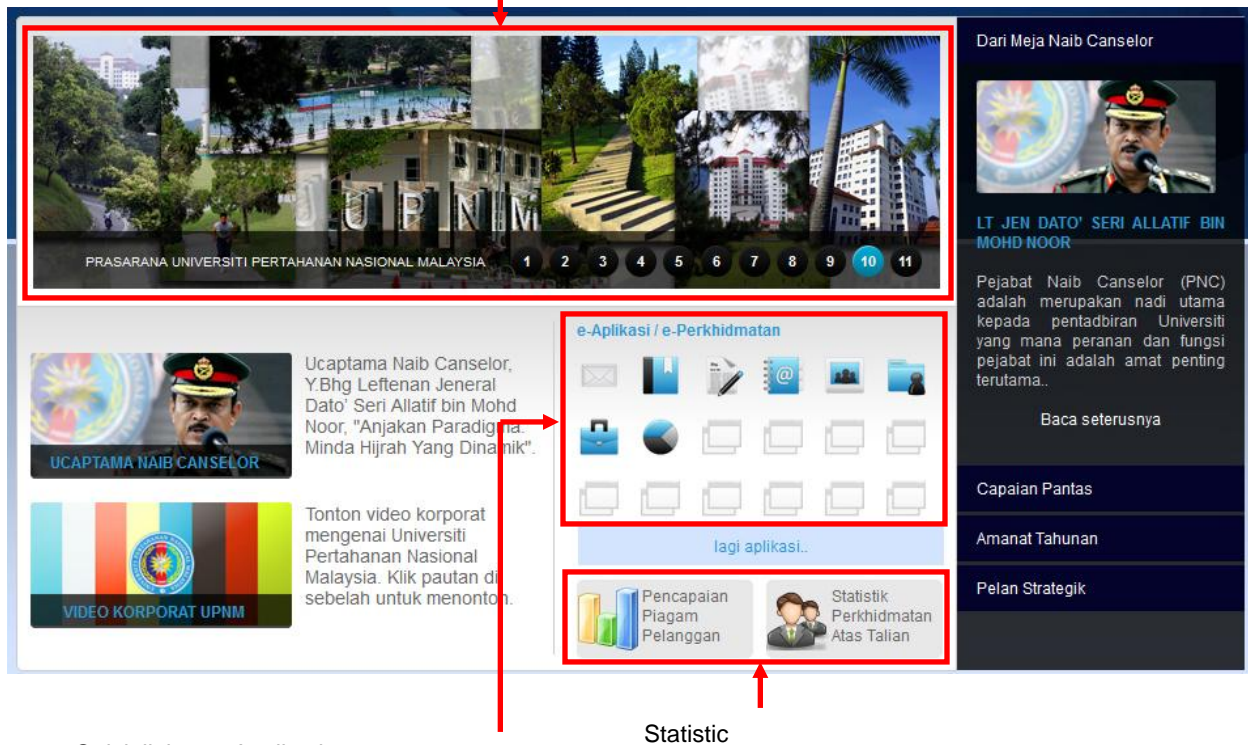 UPNM
PRASARANA UNIVERSITI PERTAHANAN NASIONAL MALAYSIA
1 2 3 4 5 6 7 8 9 10 11
Ucaptama Naib Canselor,
Y.Bhg Leftenan Jeneral
Dato' Seri Allatif bin Mohd
Noor, "Anjakan Paradigma:
Minda Hijrah Yang Dinamik".
UCAPTAMA NAIB CANSELOR
Tonton video korporat
mengenai Universiti
Pertahanan Nasional
Malaysia. Klik pautan di
sebelah untuk menonton.
VIDEO KORPORAT UPNM
e-Aplikasi / e-Perkhidmatan
lagi aplikasi..
Pencapaian
Piagam
Pelanggan
Statistik
Perkhidmatan
Atas Talian
Dari Meja Naib Canselor
LT JEN DATO' SERI ALLATIF BIN
MOHD NOOR
Pejabat Naib Canselor (PNC)
adalah merupakan nadi utama
kepada pentadbiran Universiti
yang mana peranan dan fungsi
pejabat ini adalah amat penting
terutama..
Baca seterusnya
Capaian Pantas
Amanat Tahunan
Pelan Strategik
Statistic